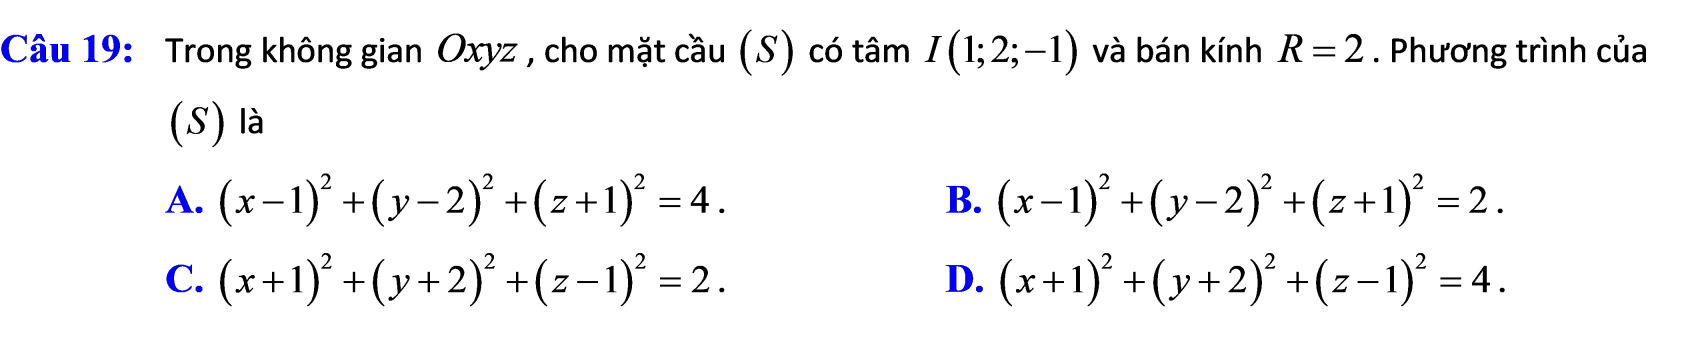 Câu 19: Trong không gian Oxyz, cho mặt cầu (S) có tâm I(1;2;−1) và bán kính R=2. Phương trình của
(S) là
A. (x−1)²+(y−2)²+(z+1)²=4. B. (x−1)²+(y−2)²+(z+1)²=2.
C. (x+1)²+(y+2)²+(z−1)²=2. D. (x+1)²+(y+2)²+(z−1)²=4.